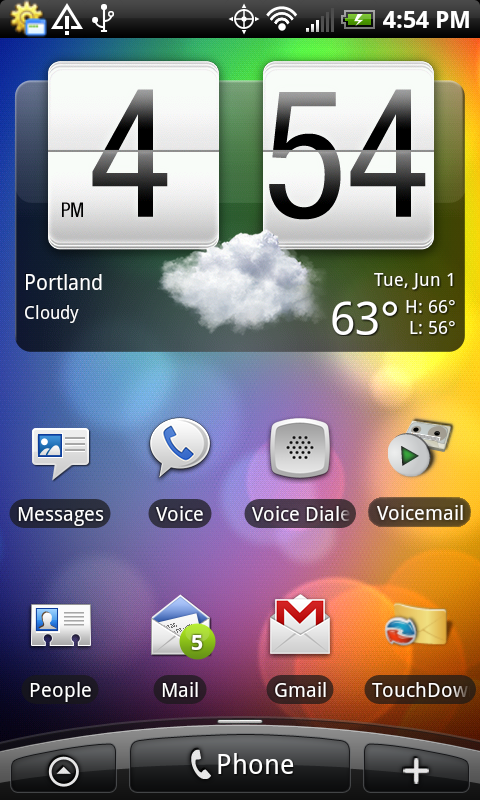 4:54 PM
4 54
PM
Portland
Tue, Jun 1
Cloudy
63° H: 66°
L: 56°
Messages
Voice
Voice Diale
Voicemail
People
5
Mail
Gmail
TouchDow
Phone